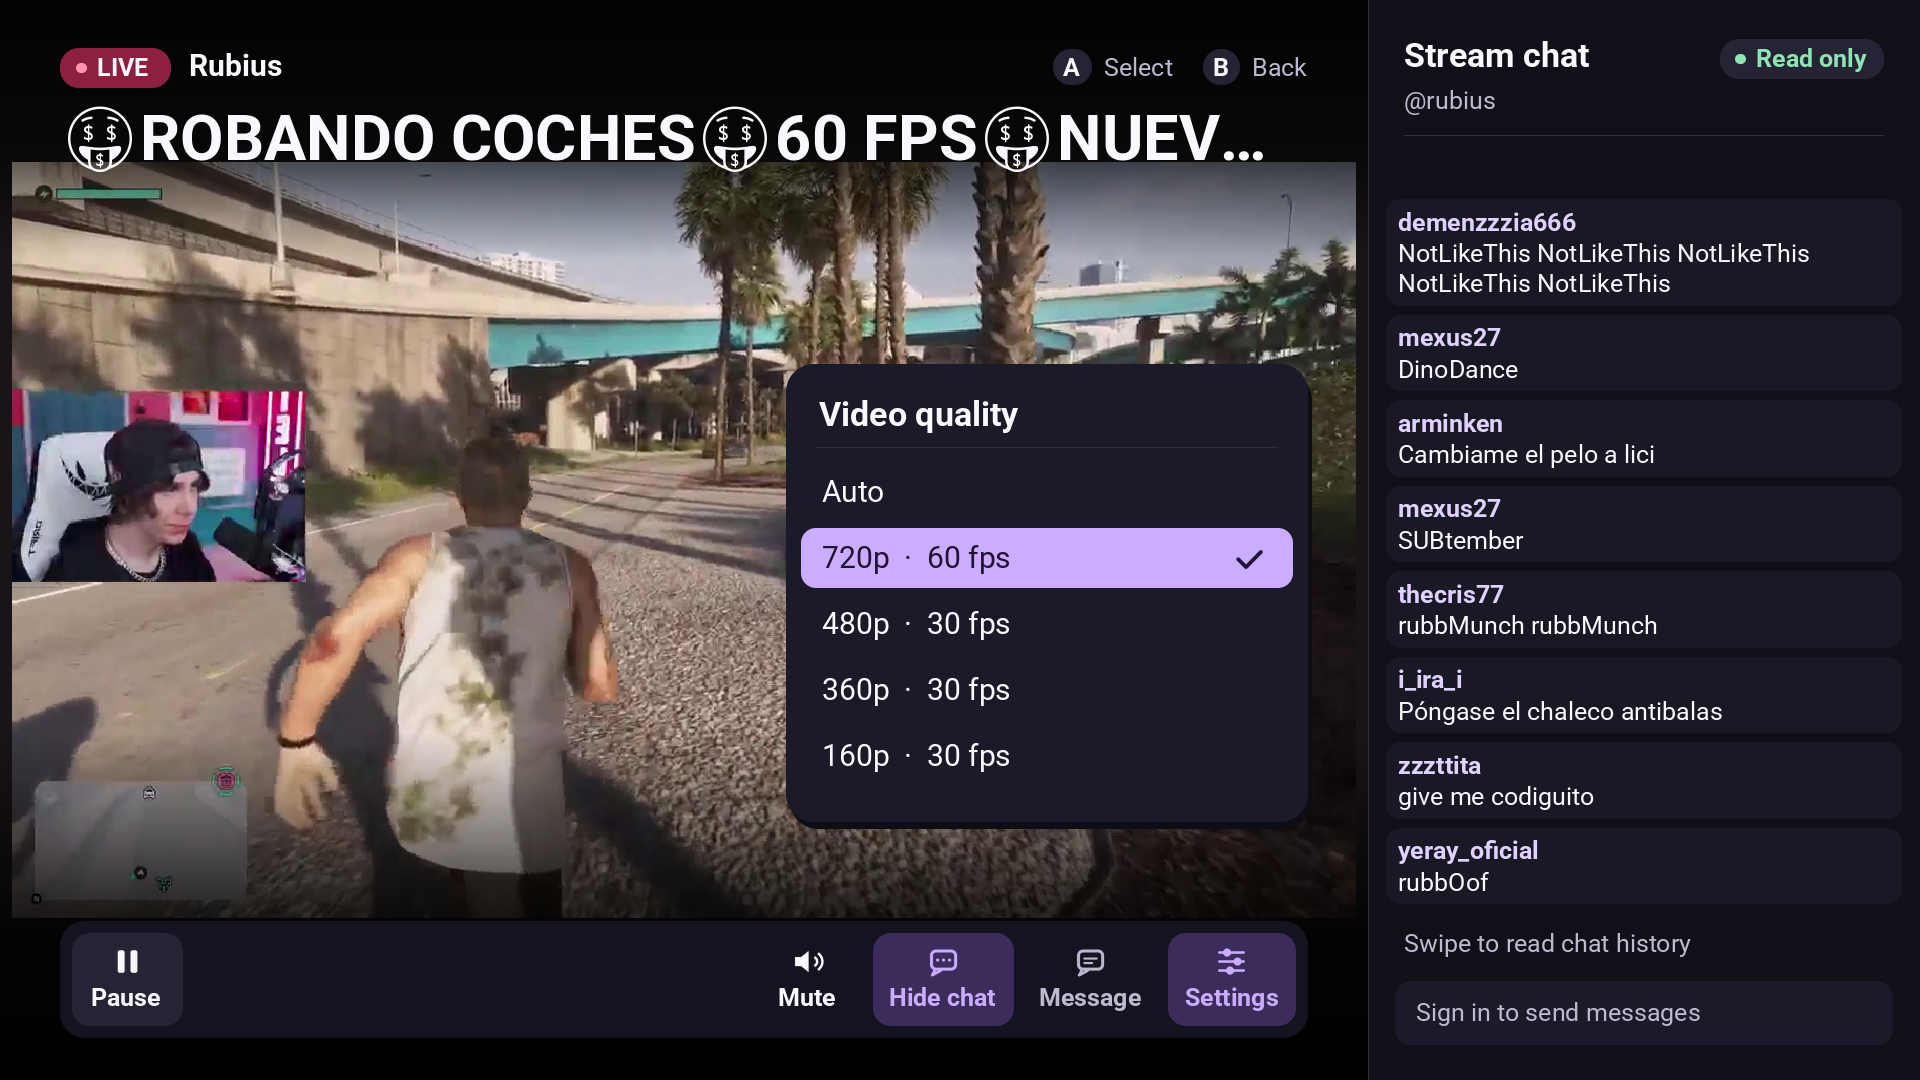 LIVE
Rubius
A Select
B Back
🤑ROBANDO COCHES🤑60 FPS🤑NUEV…
Video quality
Auto
720p · 60 fps
480p · 30 fps
360p · 30 fps
160p · 30 fps
Pause
Mute
Hide chat
Message
Settings
Stream chat
Read only
@rubius
demenzzzia666
NotLikeThis NotLikeThis NotLikeThis
NotLikeThis NotLikeThis
mexus27
DinoDance
arminken
Cambiame el pelo a lici
mexus27
SUBtember
thecris77
rubbMunch rubbMunch
i_ira_i
Póngase el chaleco antibalas
zzzttita
give me codiguito
yeray_oficial
rubbOof
Swipe to read chat history
Sign in to send messages